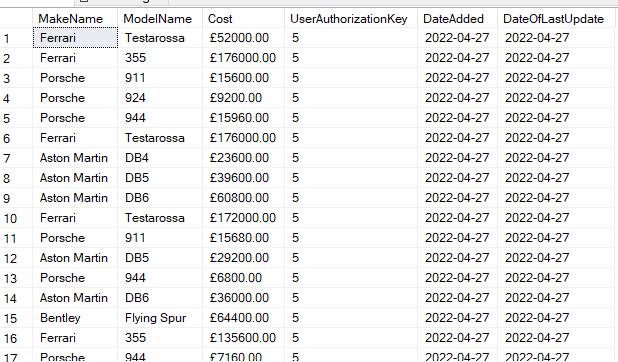 MakeName ModelName Cost UserAuthorizationKey DateAdded DateOfLastUpdate
1 Ferrari Testarossa £52000.00 5 2022-04-27 2022-04-27
2 Ferrari 355 £176000.00 5 2022-04-27 2022-04-27
3 Porsche 911 £15600.00 5 2022-04-27 2022-04-27
4 Porsche 924 £9200.00 5 2022-04-27 2022-04-27
5 Porsche 944 £15960.00 5 2022-04-27 2022-04-27
6 Ferrari Testarossa £176000.00 5 2022-04-27 2022-04-27
7 Aston Martin DB4 £23600.00 5 2022-04-27 2022-04-27
8 Aston Martin DB5 £39600.00 5 2022-04-27 2022-04-27
9 Aston Martin DB6 £60800.00 5 2022-04-27 2022-04-27
10 Ferrari Testarossa £172000.00 5 2022-04-27 2022-04-27
11 Porsche 911 £15680.00 5 2022-04-27 2022-04-27
12 Aston Martin DB5 £29200.00 5 2022-04-27 2022-04-27
13 Porsche 944 £6800.00 5 2022-04-27 2022-04-27
14 Aston Martin DB6 £36000.00 5 2022-04-27 2022-04-27
15 Bentley Flying Spur £64400.00 5 2022-04-27 2022-04-27
16 Ferrari 355 £135600.00 5 2022-04-27 2022-04-27
17 Porsche 944 £7160.00 5 2022-04-27 2022-04-27